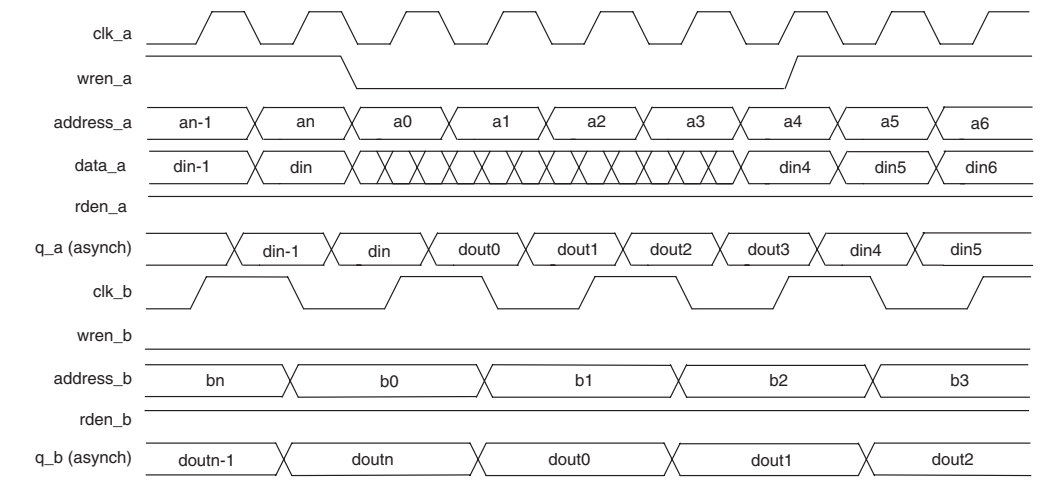 clk_a
wren_a
address_a an-1 an a0 a1 a2 a3 a4 a5 a6
data_a din-1 din din4 din5 din6
rden_a
q_a (asynch) din-1 din dout0 dout1 dout2 dout3 din4 din5
clk_b
wren_b
address_b bn b0 b1 b2 b3
rden_b
q_b (asynch) doutn-1 doutn dout0 dout1 dout2